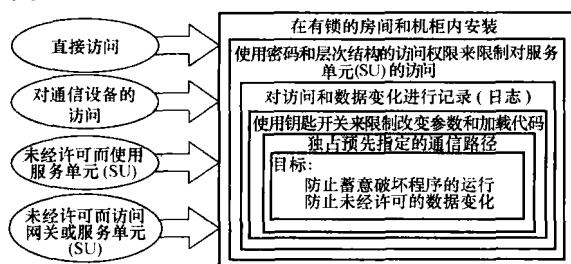 直接访问
对通信设备的
访问
未经许可而使用
服务单元(SU)
未经许可而访问
网关或服务单元
(SU)
在有锁的房间和机柜内安装
使用密码和层次结构的访问权限来限制对服务
单元(SU)的访问
对访问和数据变化进行记录(日志)
使用钥匙开关来限制改变参数和加载代码
独占预先指定的通信路径
目标:
防止蓄意破坏程序的运行
防止未经许可的数据变化